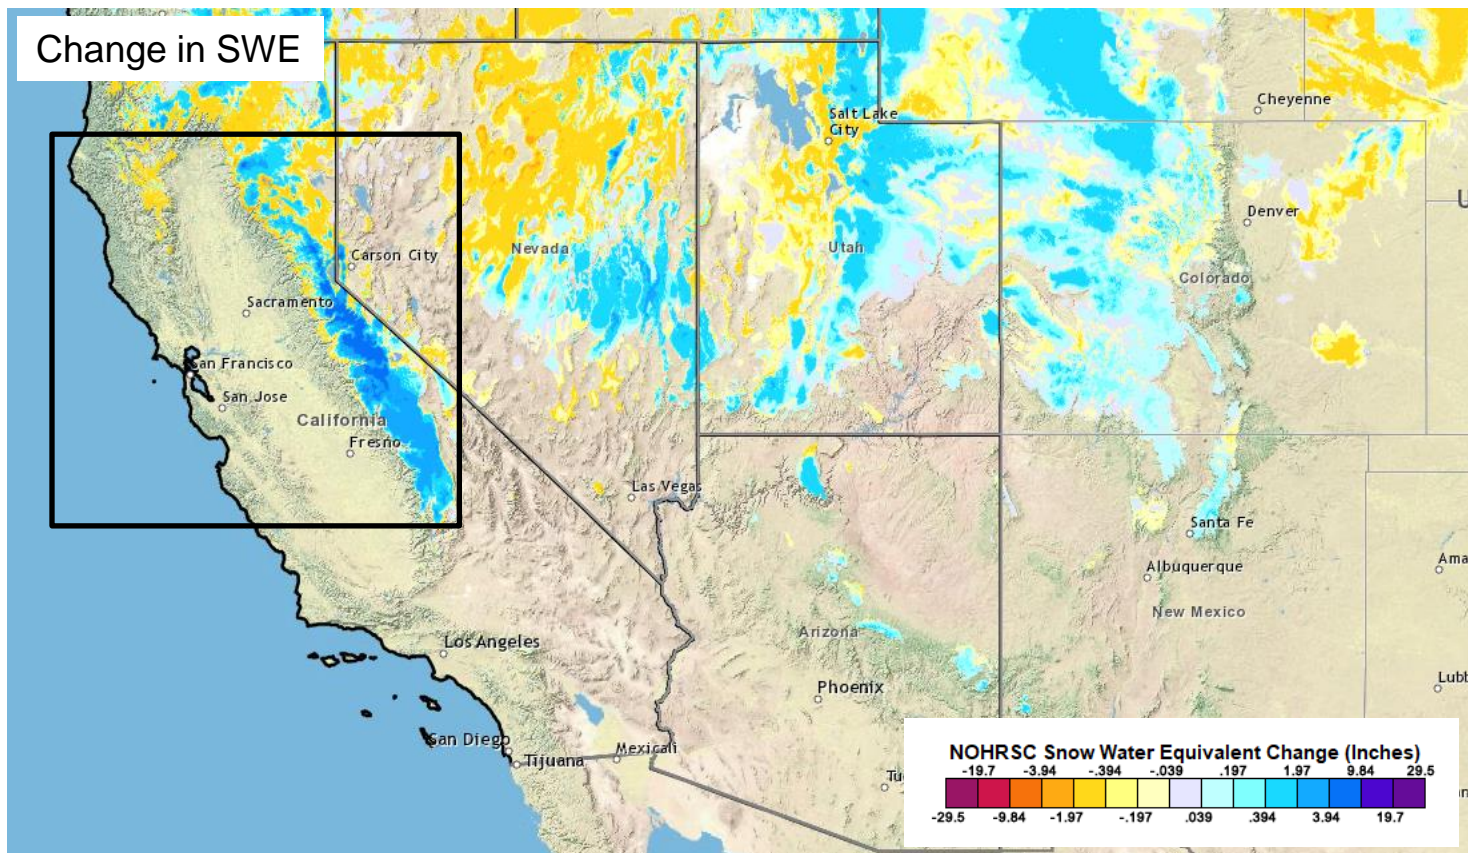 Change in SWE
Cheyenne
Salt Lake
City
Denver
Nevada
Utah
Carson City
Colorado
Sacramento
San Francisco
San Jose
California
Fresno
Las Vegas
Santa Fe
Albuquerque
Ama
New Mexico
Arizona
Los Angeles
Phoenix
Lubb
San Diego
Mexicali
Tijuana
Tu
NOHRSC Snow Water Equivalent Change (Inches)
-19.7 -3.94 -.394 -.039 .197 1.97 9.84 29.5
-29.5 -9.84 -1.97 -.197 .039 .394 3.94 19.7